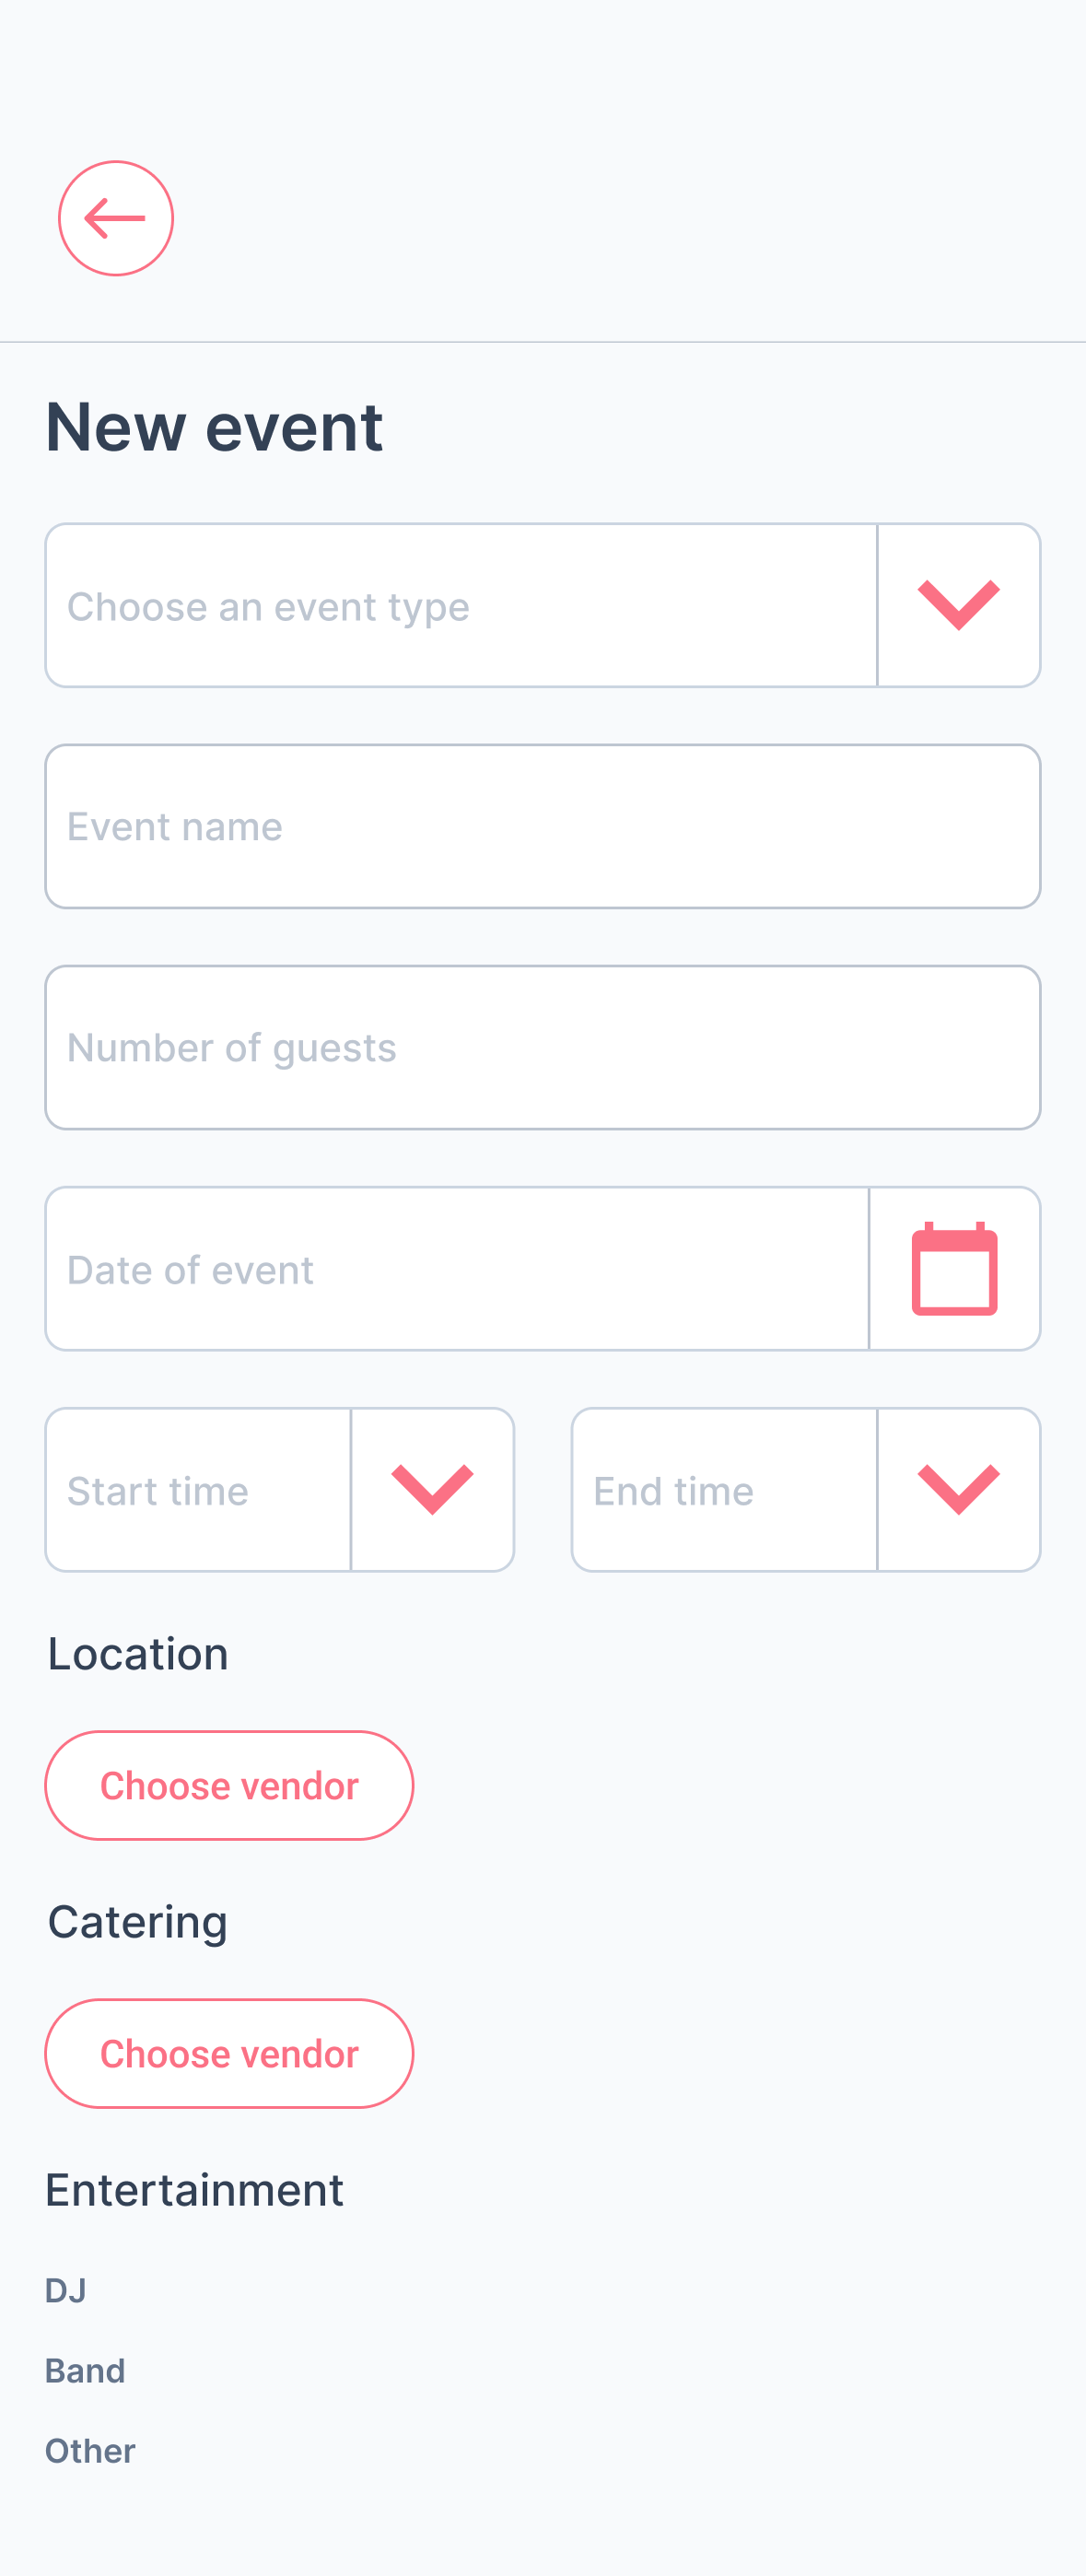 New event
Choose an event type
Event name
Number of guests
Date of event
Start time
End time
Location
Choose vendor
Catering
Choose vendor
Entertainment
DJ
Band
Other